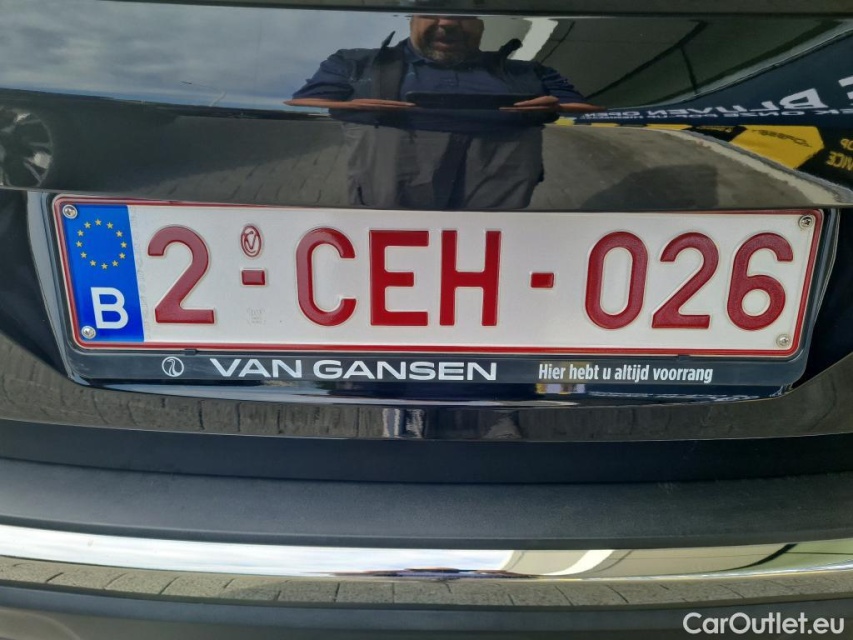 B 2-CEH-026
VAN GANSEN Hier hebt u altijd voorrang
CarOutlet.eu